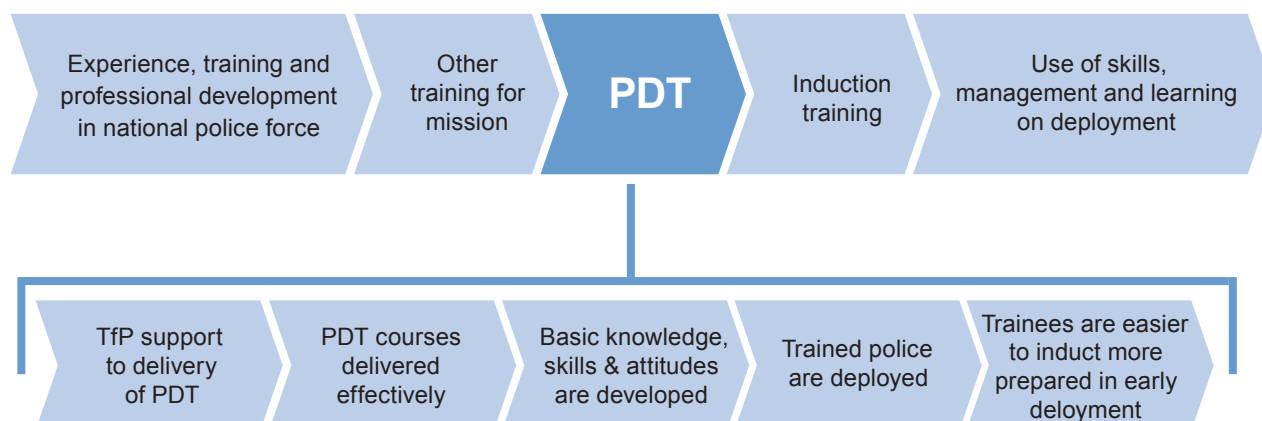 Experience, training and
professional development
in national police force
Other
training for
mission
PDT
Induction
training
Use of skills,
management and learning
on deployment
TfP support
to delivery
of PDT
PDT courses
delivered
effectively
Basic knowledge,
skills & attitudes
are developed
Trained police
are deployed
Trainees are easier
to induct more
prepared in early
deloyment